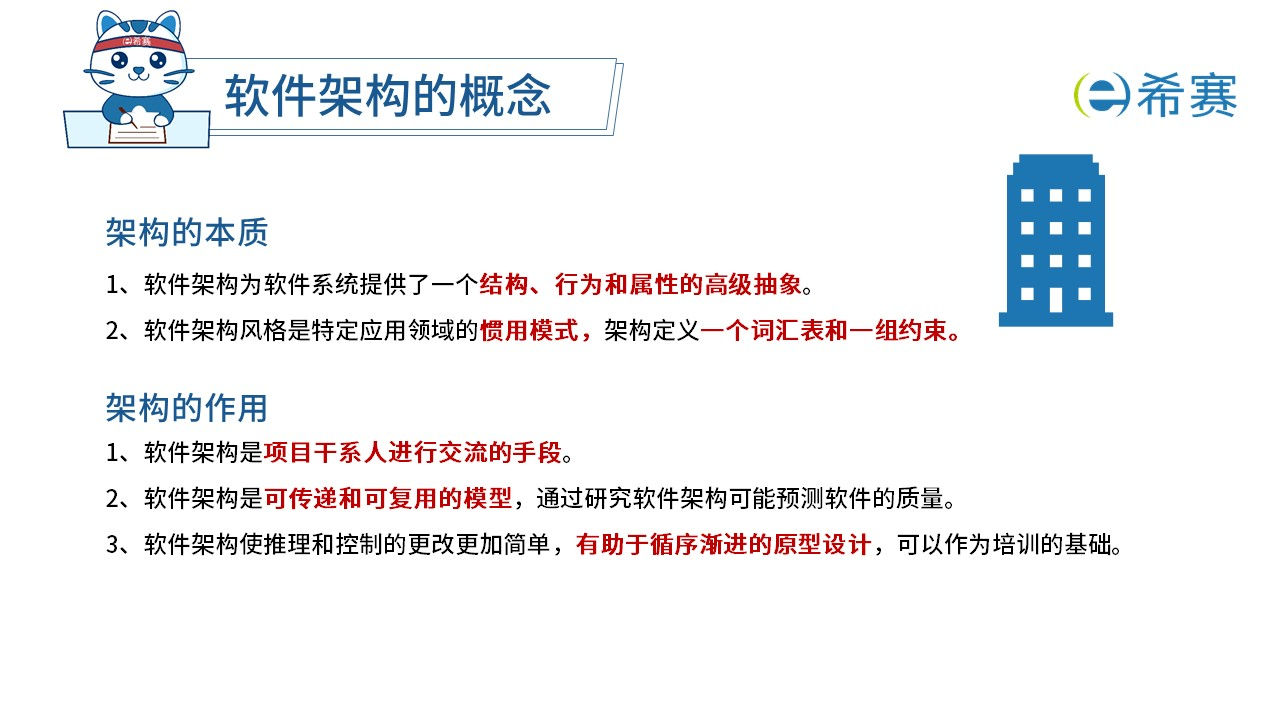 希赛
软件架构的概念
希赛
架构的本质
1、软件架构为软件系统提供了一个结构、行为和属性的高级抽象。
2、软件架构风格是特定应用领域的惯用模式，架构定义一个词汇表和一组约束。
架构的作用
1、软件架构是项目干系人进行交流的手段。
2、软件架构是可传递和可复用的模型，通过研究软件架构可能预测软件的质量。
3、软件架构使推理和控制的更改更加简单，有助于循序渐进的原型设计，可以作为培训的基础。